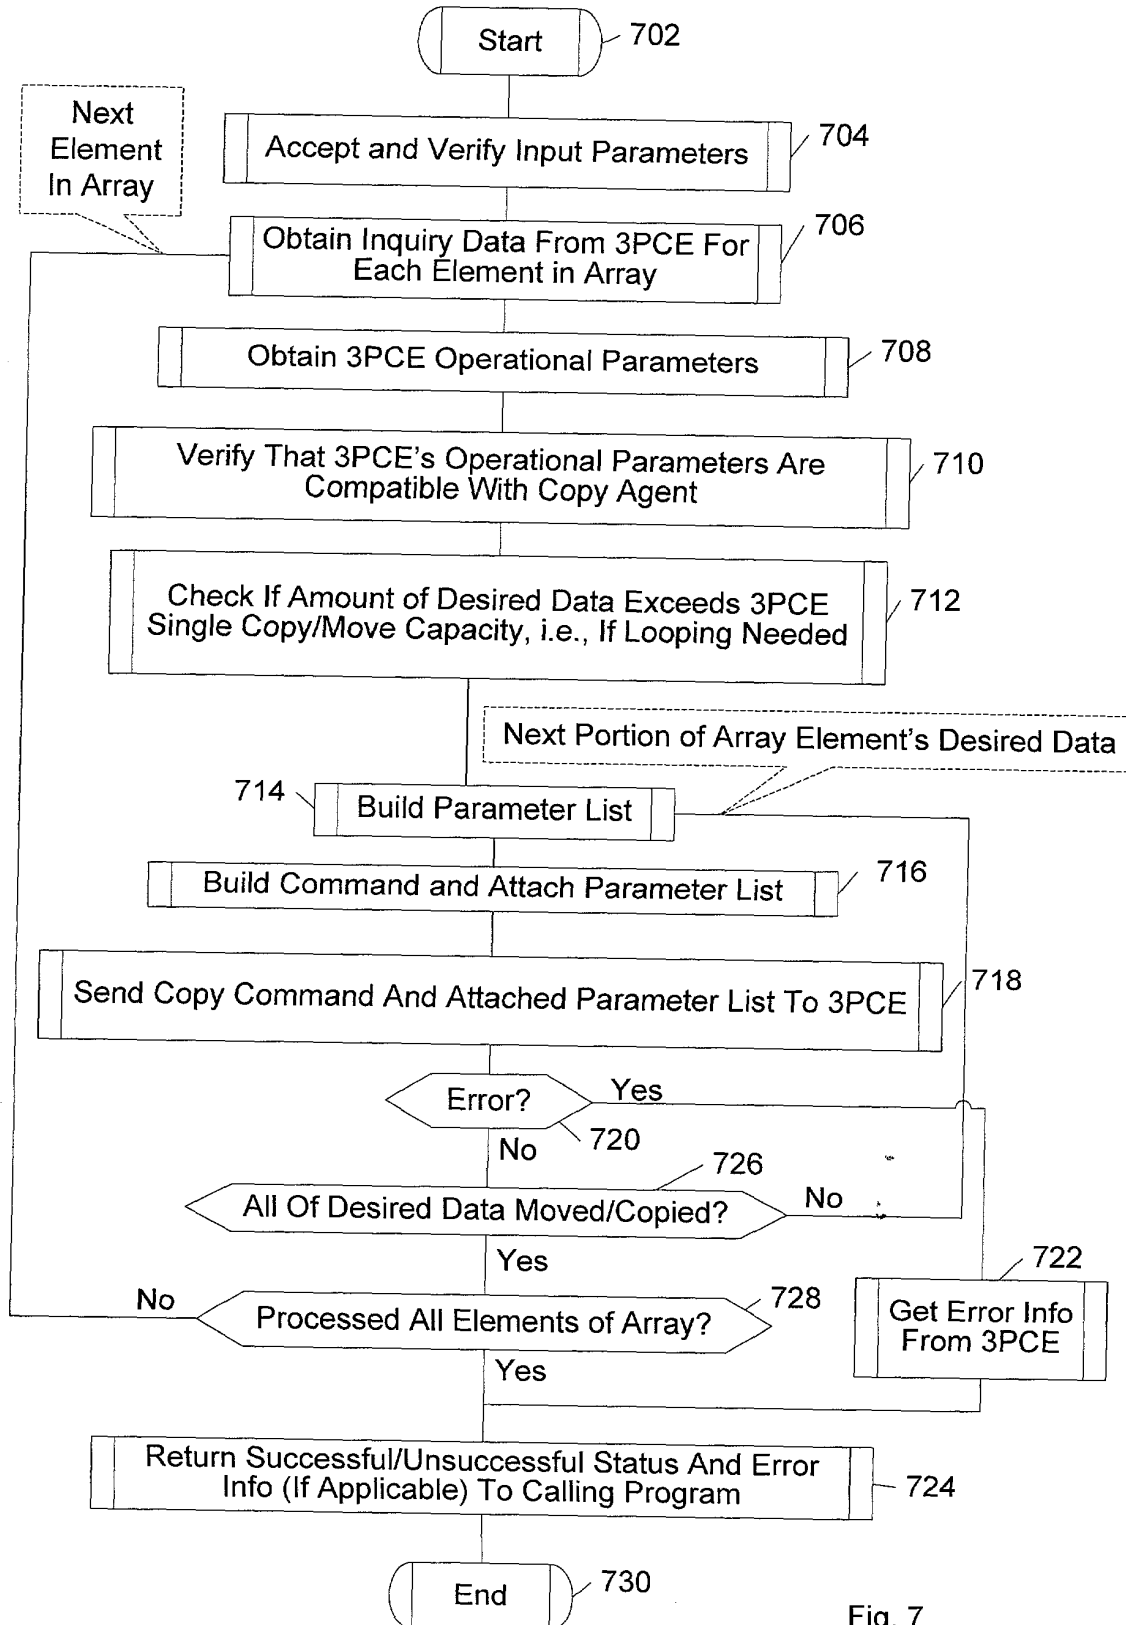 Start
702
Next
Element
In Array
Accept and Verify Input Parameters
704
Obtain Inquiry Data From 3PCE For
Each Element in Array
706
Obtain 3PCE Operational Parameters
708
Verify That 3PCE's Operational Parameters Are
Compatible With Copy Agent
710
Check If Amount of Desired Data Exceeds 3PCE
Single Copy/Move Capacity, i.e., If Looping Needed
712
Next Portion of Array Element's Desired Data
714
Build Parameter List
Build Command and Attach Parameter List
716
Send Copy Command And Attached Parameter List To 3PCE
718
Error?
Yes
720
No
726
All Of Desired Data Moved/Copied?
No
Yes
722
Get Error Info
From 3PCE
No
Processed All Elements of Array?
728
Yes
Return Successful/Unsuccessful Status And Error
Info (If Applicable) To Calling Program
724
End
730
Fig. 7